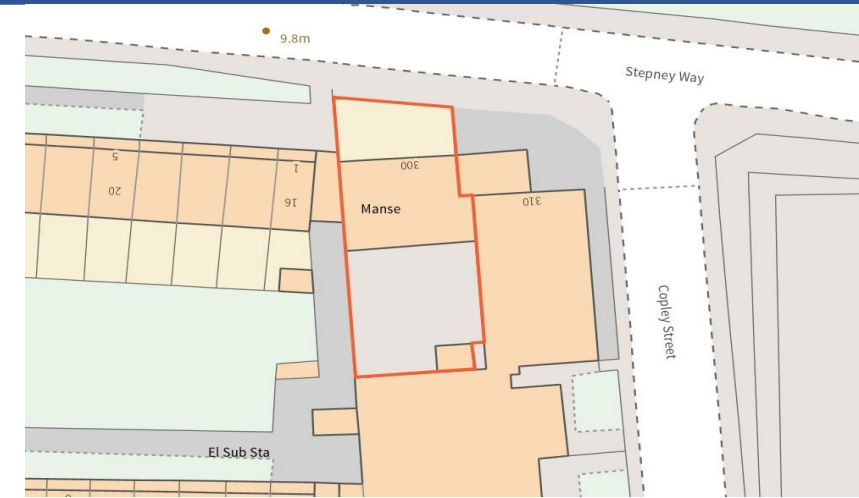 9.8m
Stepney Way
5
1
300
20
16
Manse
310
Copley Street
El Sub Sta